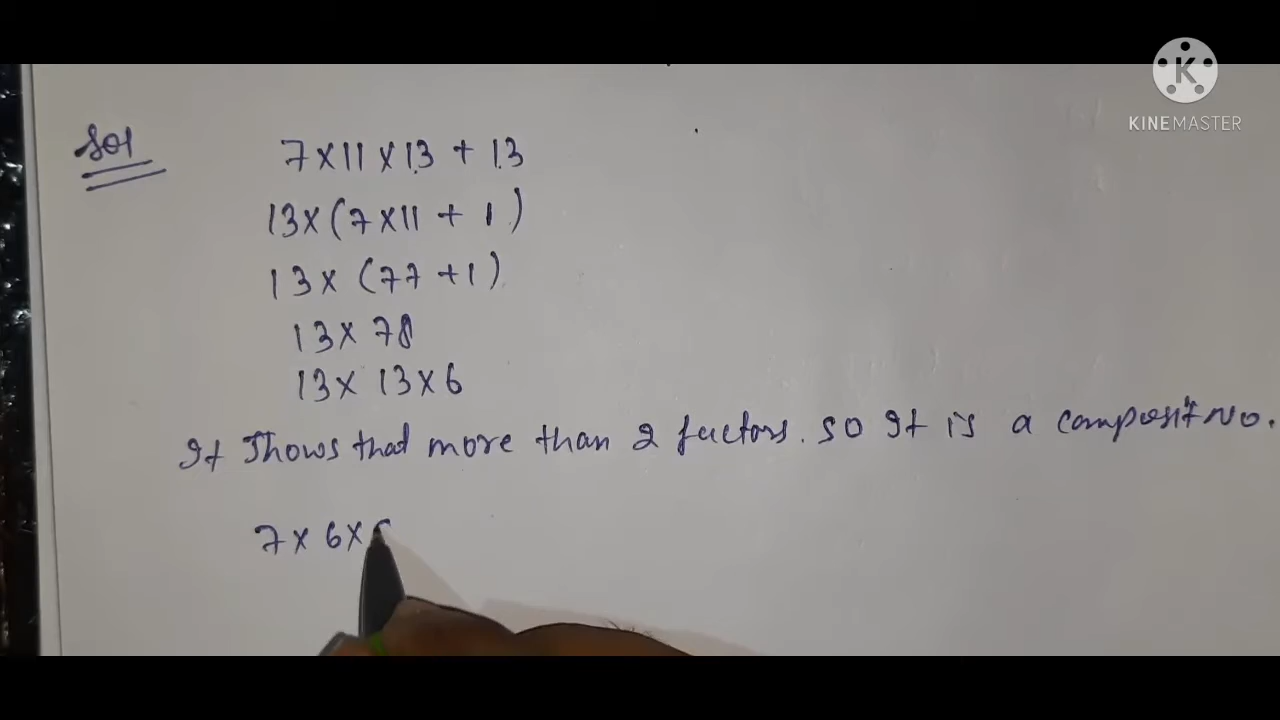 KINEMASTER
Sol
7×11×13 + 13
13×(7×11 + 1)
13×(77 +1)
13× 78
13× 13×6
It shows that more than 2 factors. so It is a composit No.
7× 6×